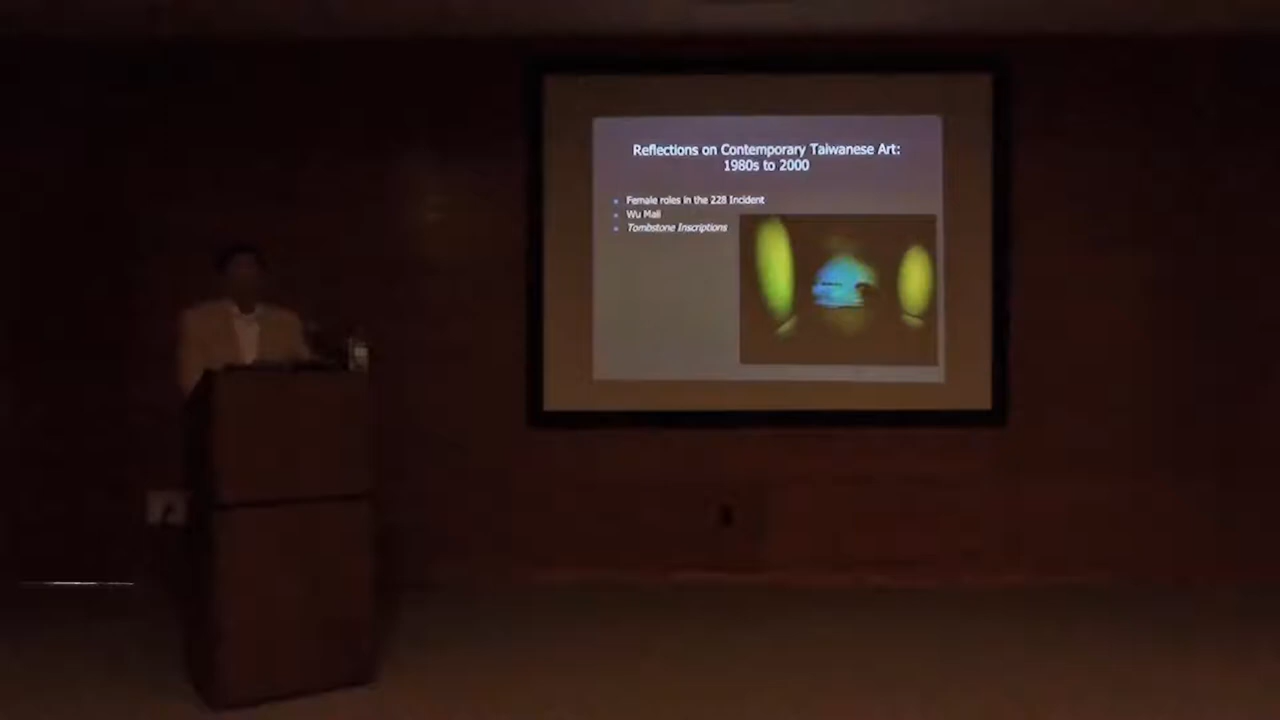 Reflections on Contemporary Taiwanese Art:
1980s to 2000
Female roles in the 228 Incident
Wu Mali
Tombstone Inscriptions